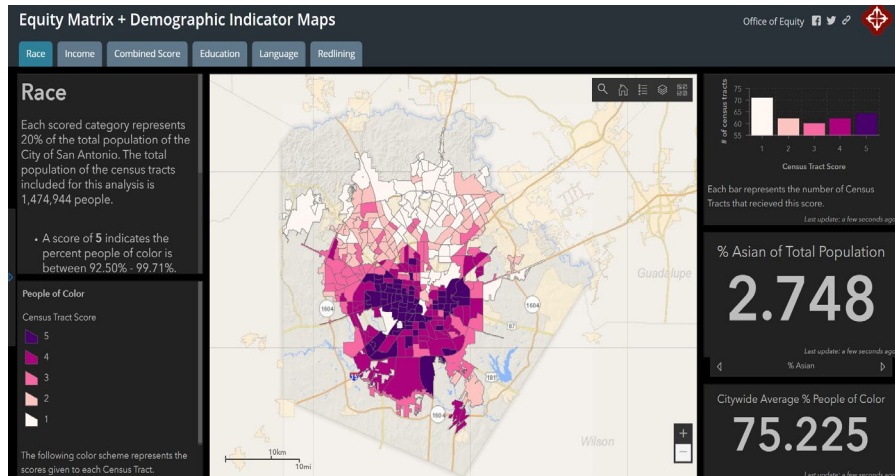 Equity Matrix + Demographic Indicator Maps
Office of Equity
Race
Income
Combined Score
Education
Language
Redlining
Race
Each scored category represents
20% of the total population of the
City of San Antonio. The total
population of the census tracts
included for this analysis is
1,474,944 people.
• A score of 5 indicates the
percent people of color is
between 92.50% - 99.71%.
People of Color
Census Tract Score
5
4
3
2
1
The following color scheme represents the
scores given to each Census Tract.
Guadalupe
1604
1604
87
181
1604
Wilson
10km
10mi
+
−
# of census tracts
75
70
65
60
55
1 2 3 4 5
Census Tract Score
Each bar represents the number of Census
Tracts that recieved this score.
Last update: a few seconds ago
% Asian of Total Population
2.748
Last update: a few seconds ago
% Asian
Citywide Average % People of Color
75.225
Last update: a few seconds ago